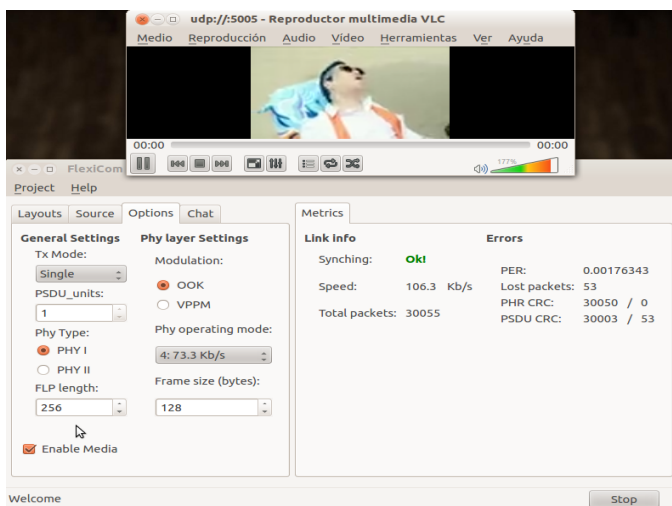 udp://:5005 - Reproductor multimedia VLC
Medio Reproducción Audio Vídeo Herramientas Ver Ayuda
00:00 00:00
177%
FlexiCom
Project Help
Layouts Source Options Chat
General Settings
Tx Mode:
Single
PSDU_units:
1
Phy Type:
PHY I
PHY II
FLP length:
256
Enable Media
Phy layer Settings
Modulation:
OOK
VPPM
Phy operating mode:
4: 73.3 Kb/s
Frame size (bytes):
128
Metrics
Link info
Synching: Ok!
Speed: 106.3 Kb/s
Total packets: 30055
Errors
PER: 0.00176343
Lost packets: 53
PHR CRC: 30050 / 0
PSDU CRC: 30003 / 53
Welcome
Stop